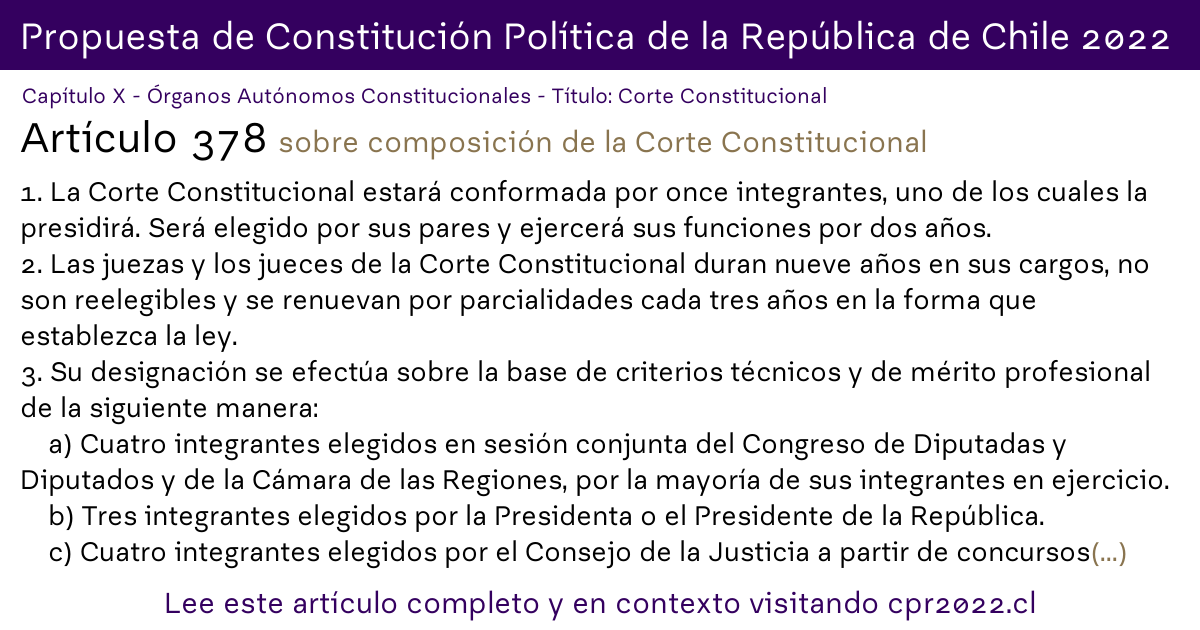 Propuesta de Constitución Política de la República de Chile 2022
Capítulo X - Órganos Autónomos Constitucionales - Título: Corte Constitucional
Artículo 378 sobre composición de la Corte Constitucional
1. La Corte Constitucional estará conformada por once integrantes, uno de los cuales la
presidirá. Será elegido por sus pares y ejercerá sus funciones por dos años.
2. Las juezas y los jueces de la Corte Constitucional duran nueve años en sus cargos, no
son reelegibles y se renuevan por parcialidades cada tres años en la forma que
establezca la ley.
3. Su designación se efectúa sobre la base de criterios técnicos y de mérito profesional
de la siguiente manera:
a) Cuatro integrantes elegidos en sesión conjunta del Congreso de Diputadas y
Diputados y de la Cámara de las Regiones, por la mayoría de sus integrantes en ejercicio.
b) Tres integrantes elegidos por la Presidenta o el Presidente de la República.
c) Cuatro integrantes elegidos por el Consejo de la Justicia a partir de concursos(...)
Lee este artículo completo y en contexto visitando cpr2022.cl